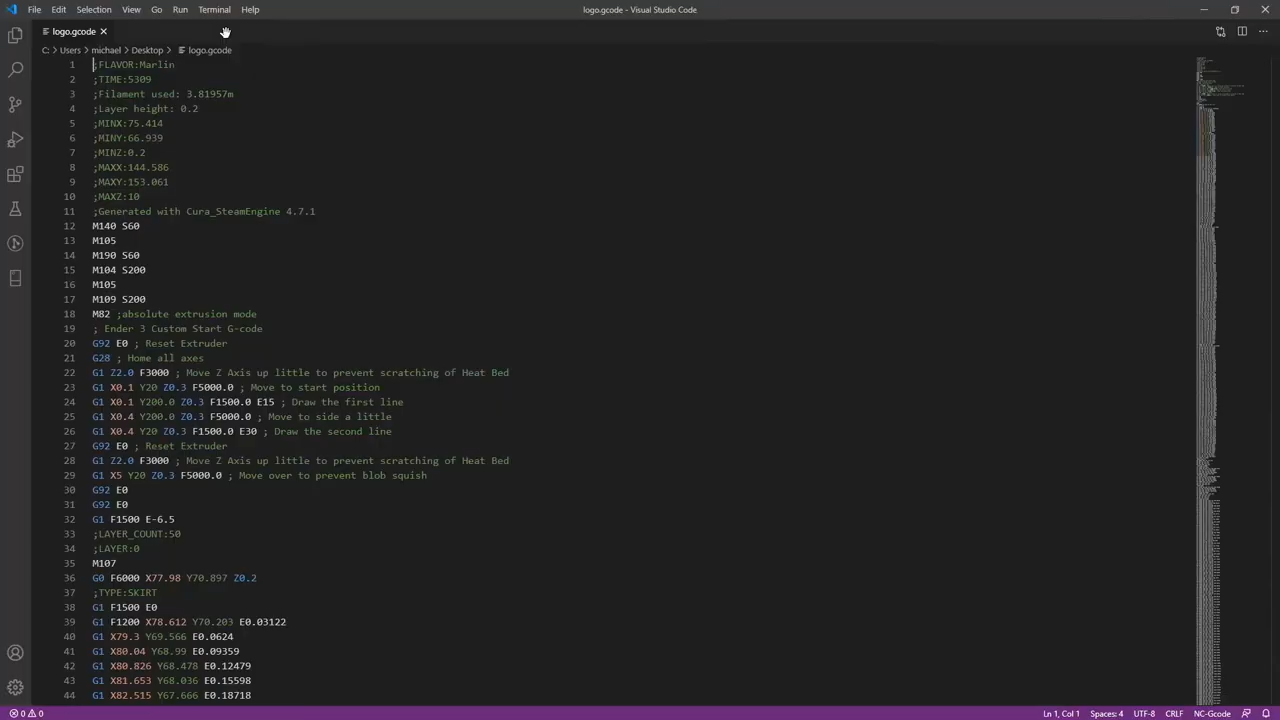 File Edit Selection View Go Run Terminal Help
logo.gcode - Visual Studio Code
logo.gcode
C: > Users > michael > Desktop > logo.gcode
1 ;FLAVOR:Marlin
2 ;TIME:5309
3 ;Filament used: 3.81957m
4 ;Layer height: 0.2
5 ;MINX:75.414
6 ;MINY:66.939
7 ;MINZ:0.2
8 ;MAXX:144.586
9 ;MAXY:153.061
10 ;MAXZ:10
11 ;Generated with Cura_SteamEngine 4.7.1
12 M140 S60
13 M105
14 M190 S60
15 M104 S200
16 M105
17 M109 S200
18 M82 ;absolute extrusion mode
19 ; Ender 3 Custom Start G-code
20 G92 E0 ; Reset Extruder
21 G28 ; Home all axes
22 G1 Z2.0 F3000 ; Move Z Axis up little to prevent scratching of Heat Bed
23 G1 X0.1 Y20 Z0.3 F5000.0 ; Move to start position
24 G1 X0.1 Y200.0 Z0.3 F1500.0 E15 ; Draw the first line
25 G1 X0.4 Y200.0 Z0.3 F5000.0 ; Move to side a little
26 G1 X0.4 Y20 Z0.3 F1500.0 E30 ; Draw the second line
27 G92 E0 ; Reset Extruder
28 G1 Z2.0 F3000 ; Move Z Axis up little to prevent scratching of Heat Bed
29 G1 X5 Y20 Z0.3 F5000.0 ; Move over to prevent blob squish
30 G92 E0
31 G92 E0
32 G1 F1500 E-6.5
33 ;LAYER_COUNT:50
34 ;LAYER:0
35 M107
36 G0 F6000 X77.98 Y70.897 Z0.2
37 ;TYPE:SKIRT
38 G1 F1500 E0
39 G1 F1200 X78.612 Y70.203 E0.03122
40 G1 X79.3 Y69.566 E0.0624
41 G1 X80.04 Y68.99 E0.09359
42 G1 X80.826 Y68.478 E0.12479
43 G1 X81.653 Y68.036 E0.15598
44 G1 X82.515 Y67.666 E0.18718
0 0 Ln 1, Col 1 Spaces: 4 UTF-8 CRLF NC-Gcode